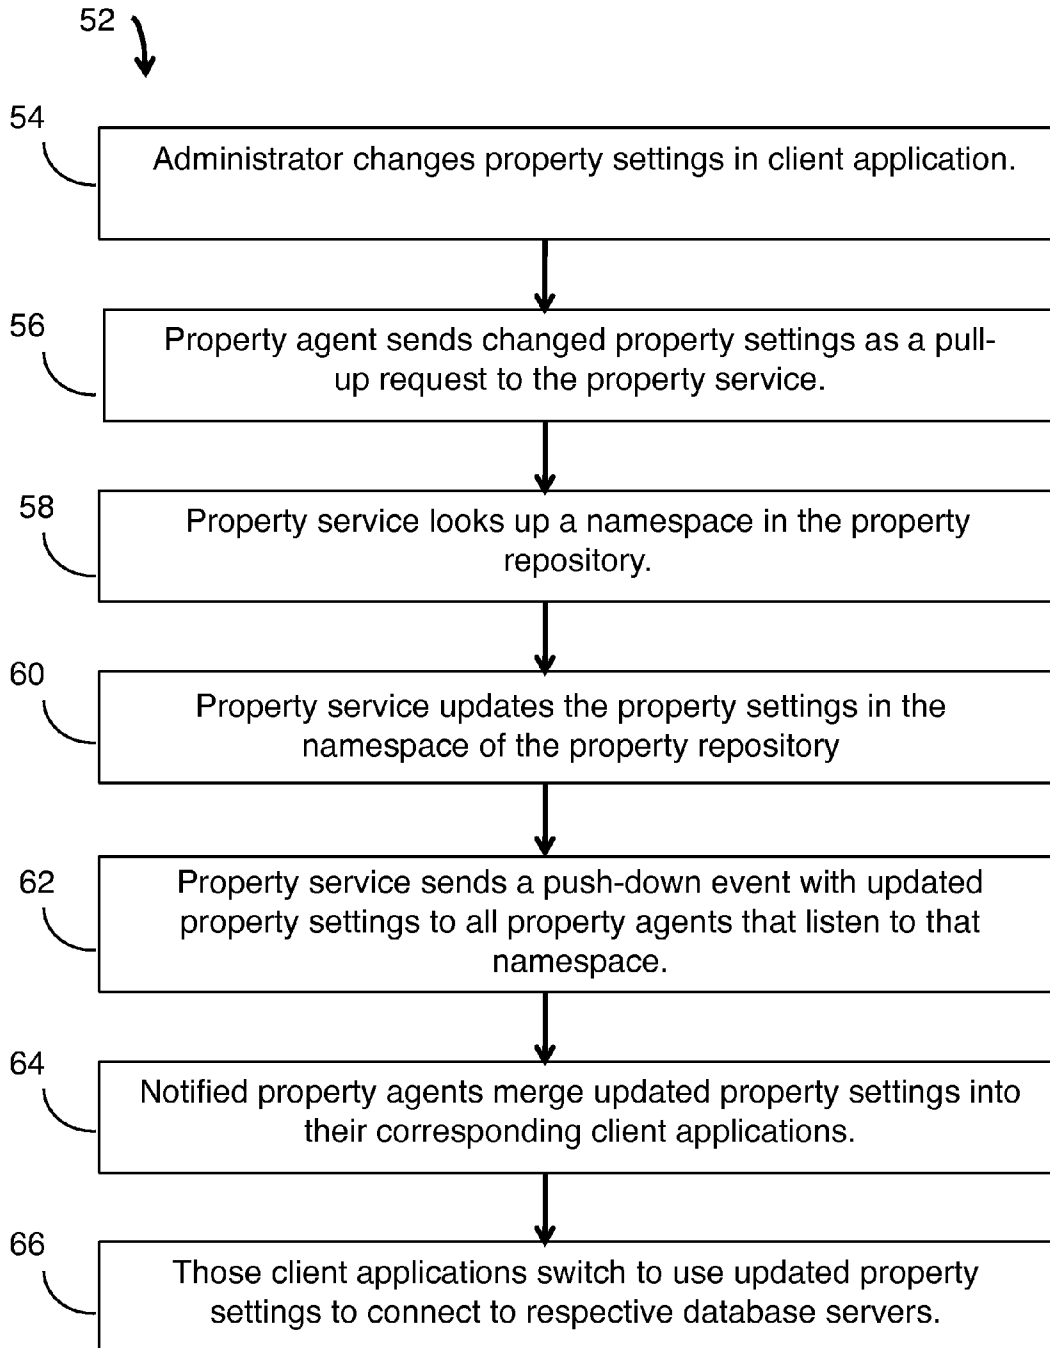 52
54
Administrator changes property settings in client application.
56
Property agent sends changed property settings as a pull-
up request to the property service.
58
Property service looks up a namespace in the property
repository.
60
Property service updates the property settings in the
namespace of the property repository
62
Property service sends a push-down event with updated
property settings to all property agents that listen to that
namespace.
64
Notified property agents merge updated property settings into
their corresponding client applications.
66
Those client applications switch to use updated property
settings to connect to respective database servers.